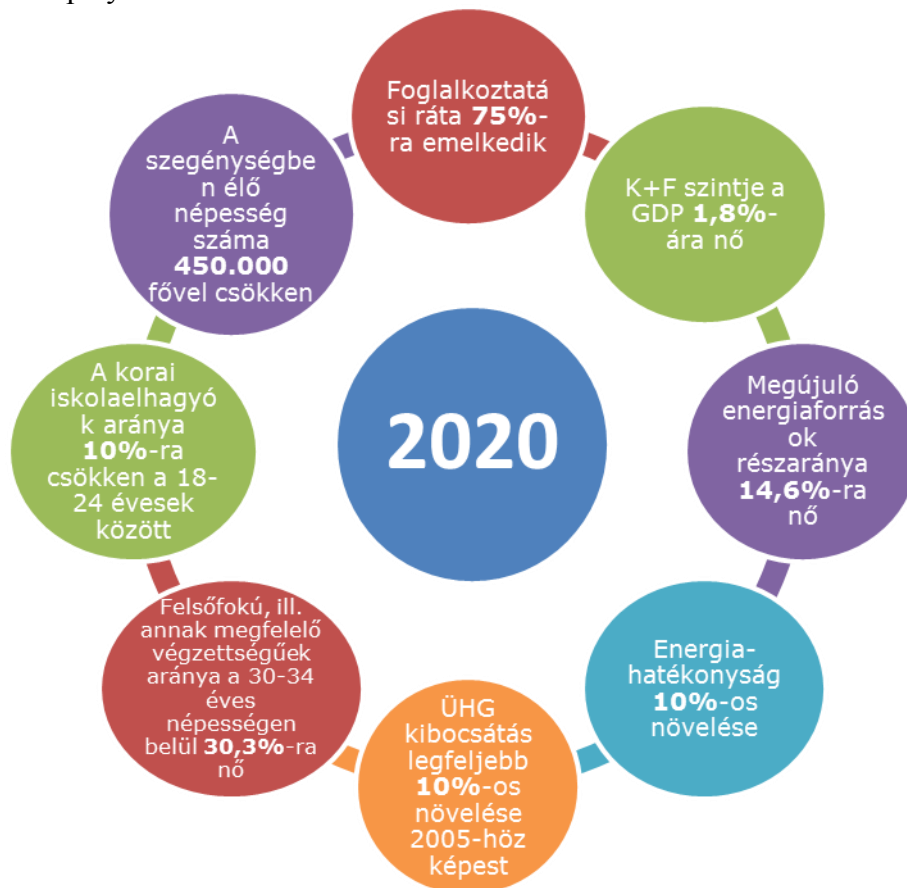 Foglalkoztatá
si ráta 75%-
ra emelkedik
K+F szintje a
GDP 1,8%-
ára nő
Megújuló
energiaforrás
ok
részaránya
14,6%-ra
nő
Energia-
hatékonyság
10%-os
növelése
ÜHG
kibocsátás
legfeljebb
10%-os
növelése
2005-höz
képest
Felsőfokú, ill.
annak megfelelő
végzettségűek
aránya a 30-34
éves
népességen
belül 30,3%-ra
nő
A korai
iskolaelhagyó
k aránya
10%-ra
csökken a 18-
24 évesek
között
A
szegénységbe
n élő
népesség
száma
450.000
fővel csökken
2020